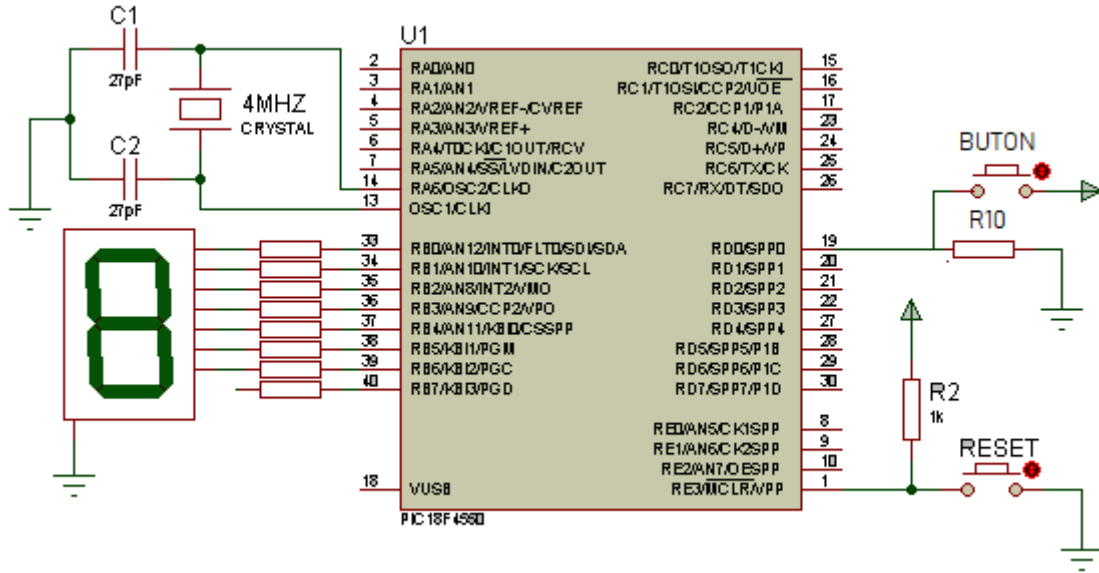 C1
27pF
4MHZ
CRYSTAL
C2
27pF
U1
2 RA0/AN0
3 RA1/AN1
4 RA2/AN2/VREF-/CVREF
5 RA3/AN3/VREF+
6 RA4/T0CKI/C1OUT/RCV
7 RA5/AN4/SS/LVDIN/C2OUT
14 RA6/OSC2/CLKO
13 OSC1/CLKI
33 RB0/AN12/INT0/FLT0/SDI/SDA
34 RB1/AN10/INT1/SCK/SCL
35 RB2/AN8/INT2/VMO
36 RB3/AN9/CCP2/VPO
37 RB4/AN11/KBI0/CSSPP
38 RB5/KBI1/PGM
39 RB6/KBI2/PGC
40 RB7/KBI3/PGD
18 VUSB
RC0/T1OSO/T1CKI 15
RC1/T1OSI/CCP2/UOE 16
RC2/CCP1/P1A 17
RC4/D-/VM 23
RC5/D+/VP 24
RC6/TX/CK 25
RC7/RX/DT/SDO 26
RD0/SPP0 19
RD1/SPP1 20
RD2/SPP2 21
RD3/SPP3 22
RD4/SPP4 27
RD5/SPP5/P1B 28
RD6/SPP6/P1C 29
RD7/SPP7/P1D 30
RE0/AN5/CK1SPP 8
RE1/AN6/CK2SPP 9
RE2/AN7/OESPP 10
RE3/MCLR/VPP 1
PIC18F4550
BUTON
R10
R2
1k
RESET